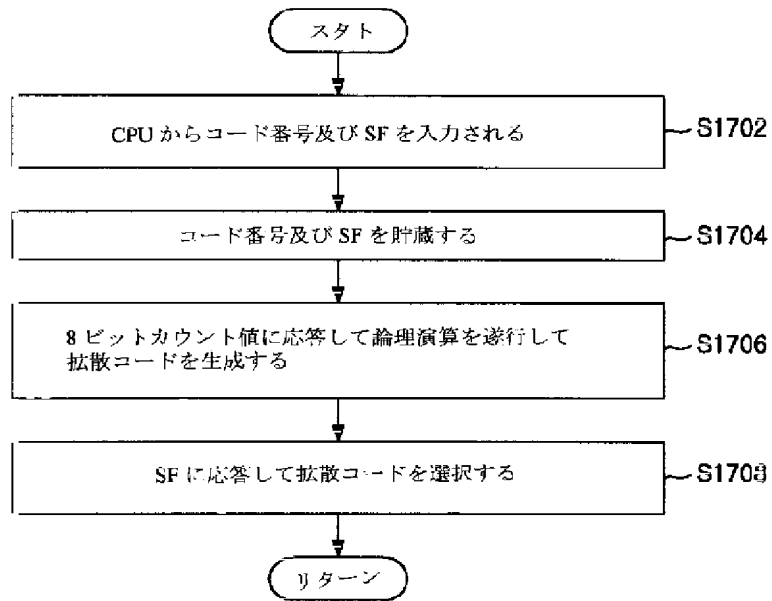 スタト
CPU からコード番号及び SF を入力される
S1702
コード番号及び SF を貯蔵する
S1704
8 ビットカウント値に応答して論理演算を遂行して
拡散コードを生成する
S1706
SF に応答して拡散コードを選択する
S1708
リターン